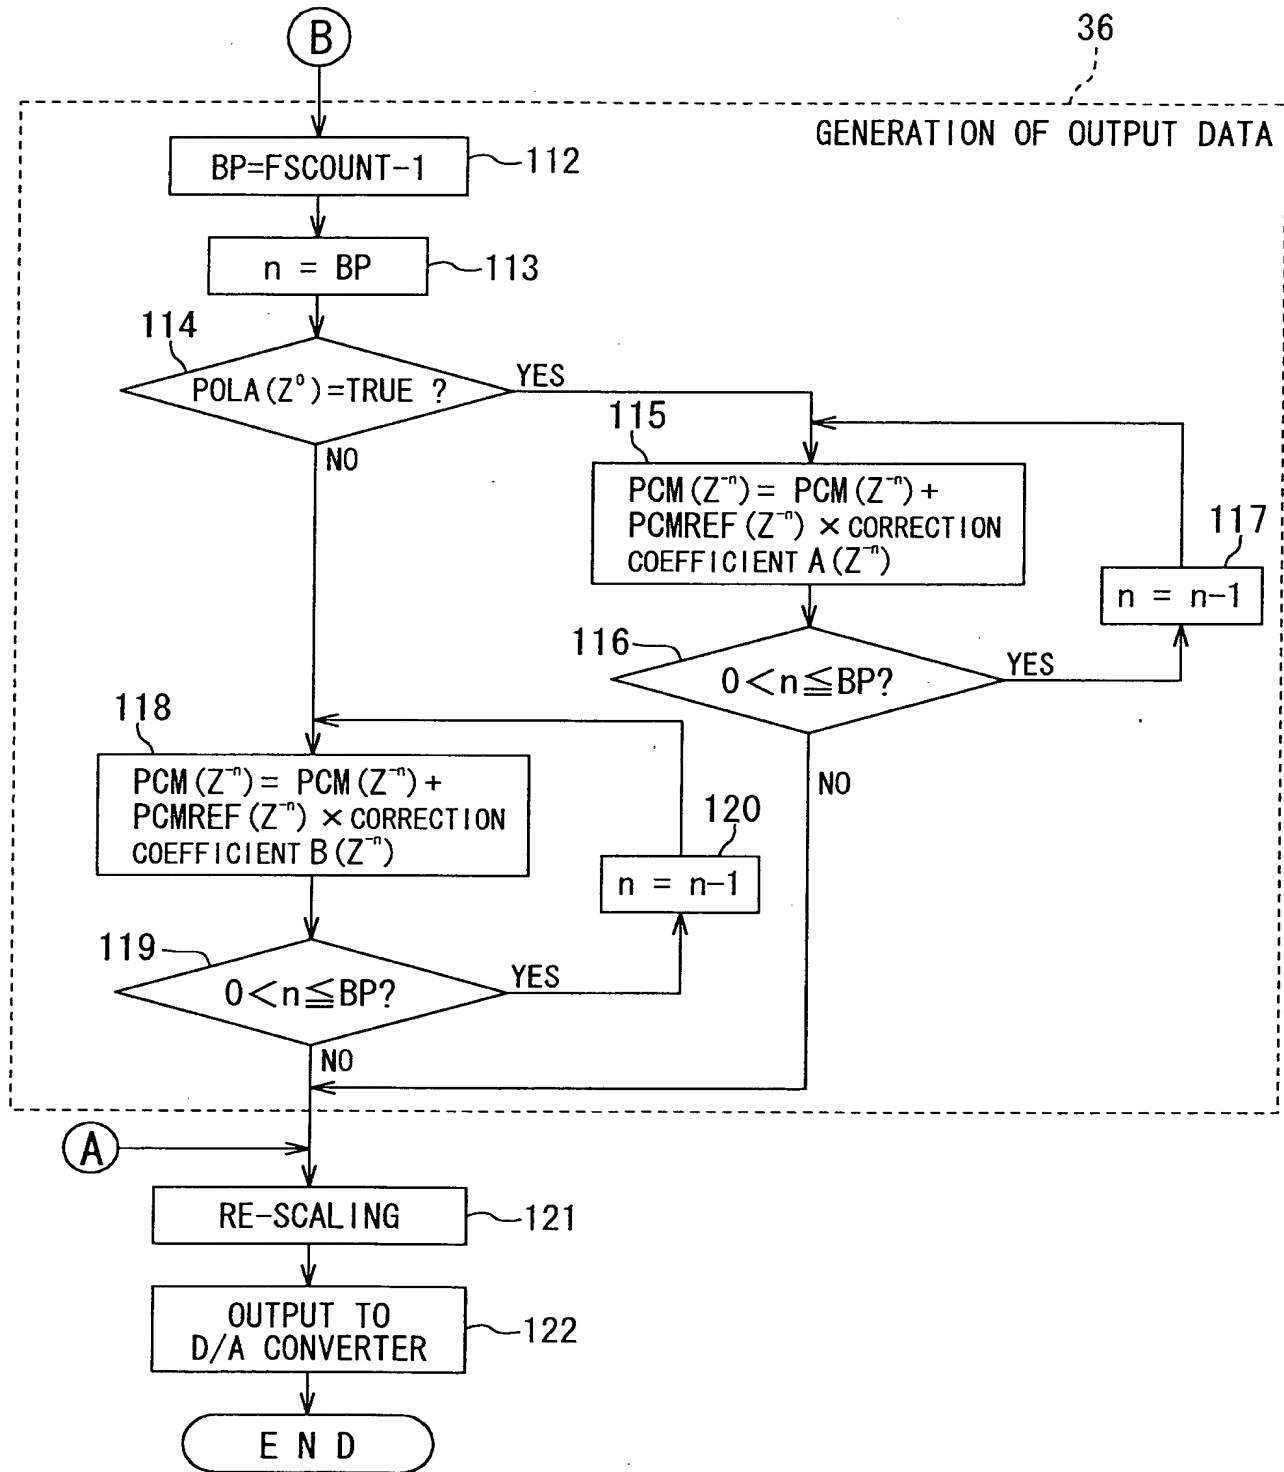 B
36
GENERATION OF OUTPUT DATA
BP=FSCOUNT-1
112
n = BP
113
114
POLA(Z⁰)=TRUE ?
YES
NO
115
PCM(Z⁻ⁿ)= PCM(Z⁻ⁿ)+
PCMREF(Z⁻ⁿ)×CORRECTION
COEFFICIENT A(Z⁻ⁿ)
117
n = n-1
116
0<n≦BP?
YES
NO
118
PCM(Z⁻ⁿ)= PCM(Z⁻ⁿ)+
PCMREF(Z⁻ⁿ)×CORRECTION
COEFFICIENT B(Z⁻ⁿ)
120
n = n-1
119
0<n≦BP?
YES
NO
A
RE-SCALING
121
OUTPUT TO
D/A CONVERTER
122
END